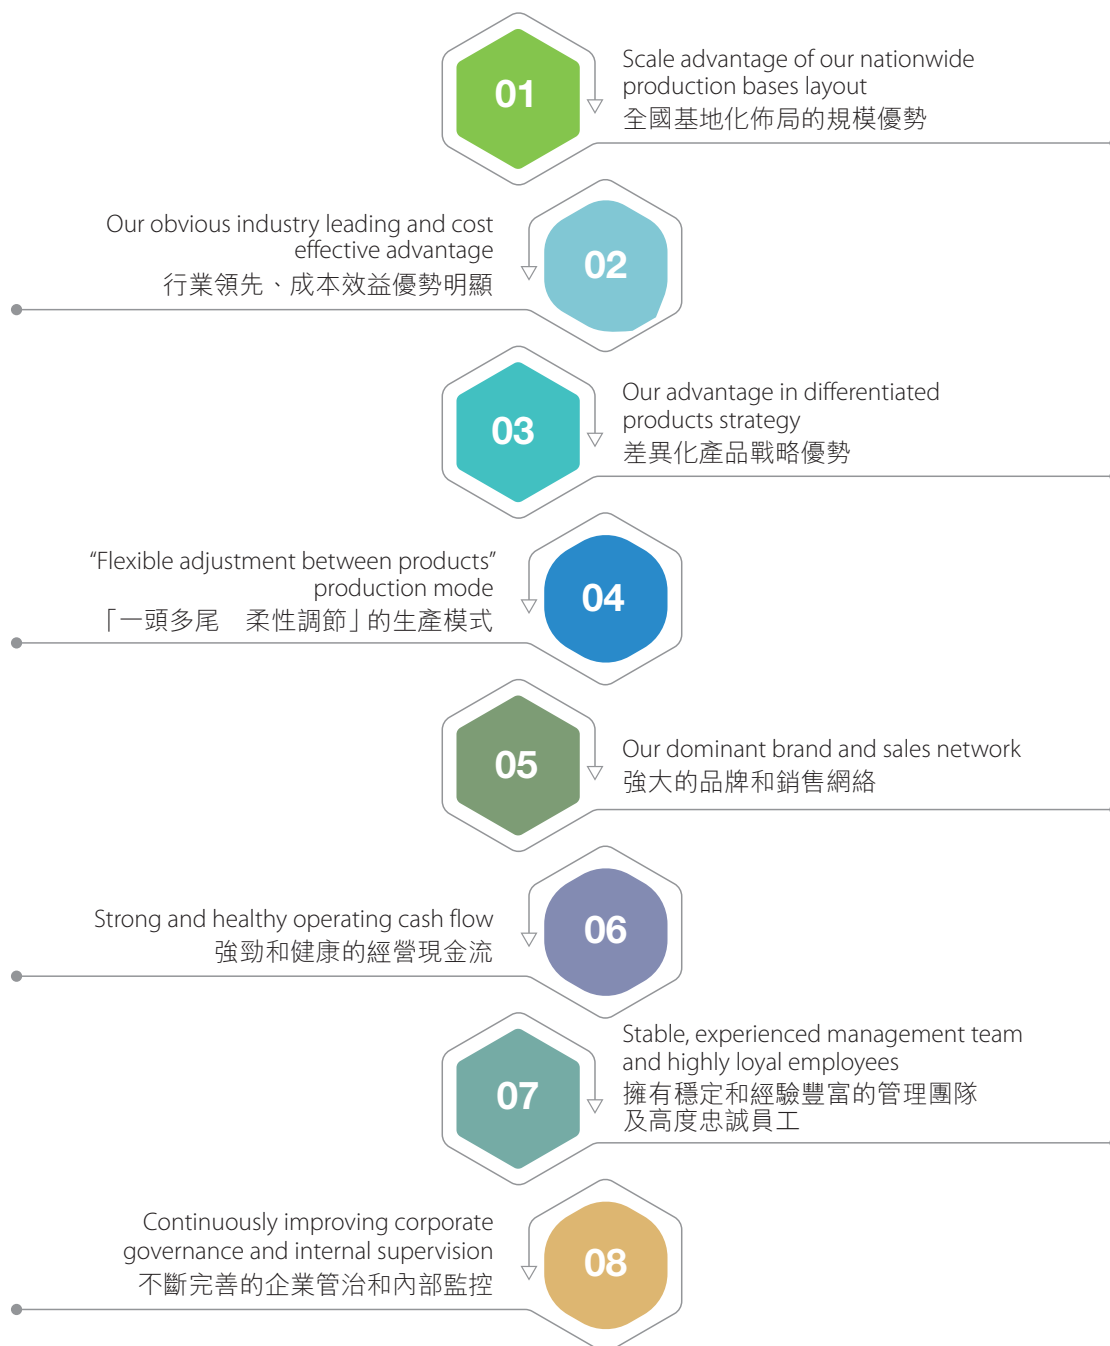 01
Scale advantage of our nationwide
production bases layout
全國基地化佈局的規模優勢
Our obvious industry leading and cost
effective advantage
行業領先、成本效益優勢明顯
02
03
Our advantage in differentiated
products strategy
差異化產品戰略優勢
“Flexible adjustment between products”
production mode
「一頭多尾　柔性調節」的生產模式
04
05
Our dominant brand and sales network
強大的品牌和銷售網絡
Strong and healthy operating cash flow
強勁和健康的經營現金流
06
07
Stable, experienced management team
and highly loyal employees
擁有穩定和經驗豐富的管理團隊
及高度忠誠員工
Continuously improving corporate
governance and internal supervision
不斷完善的企業管治和內部監控
08